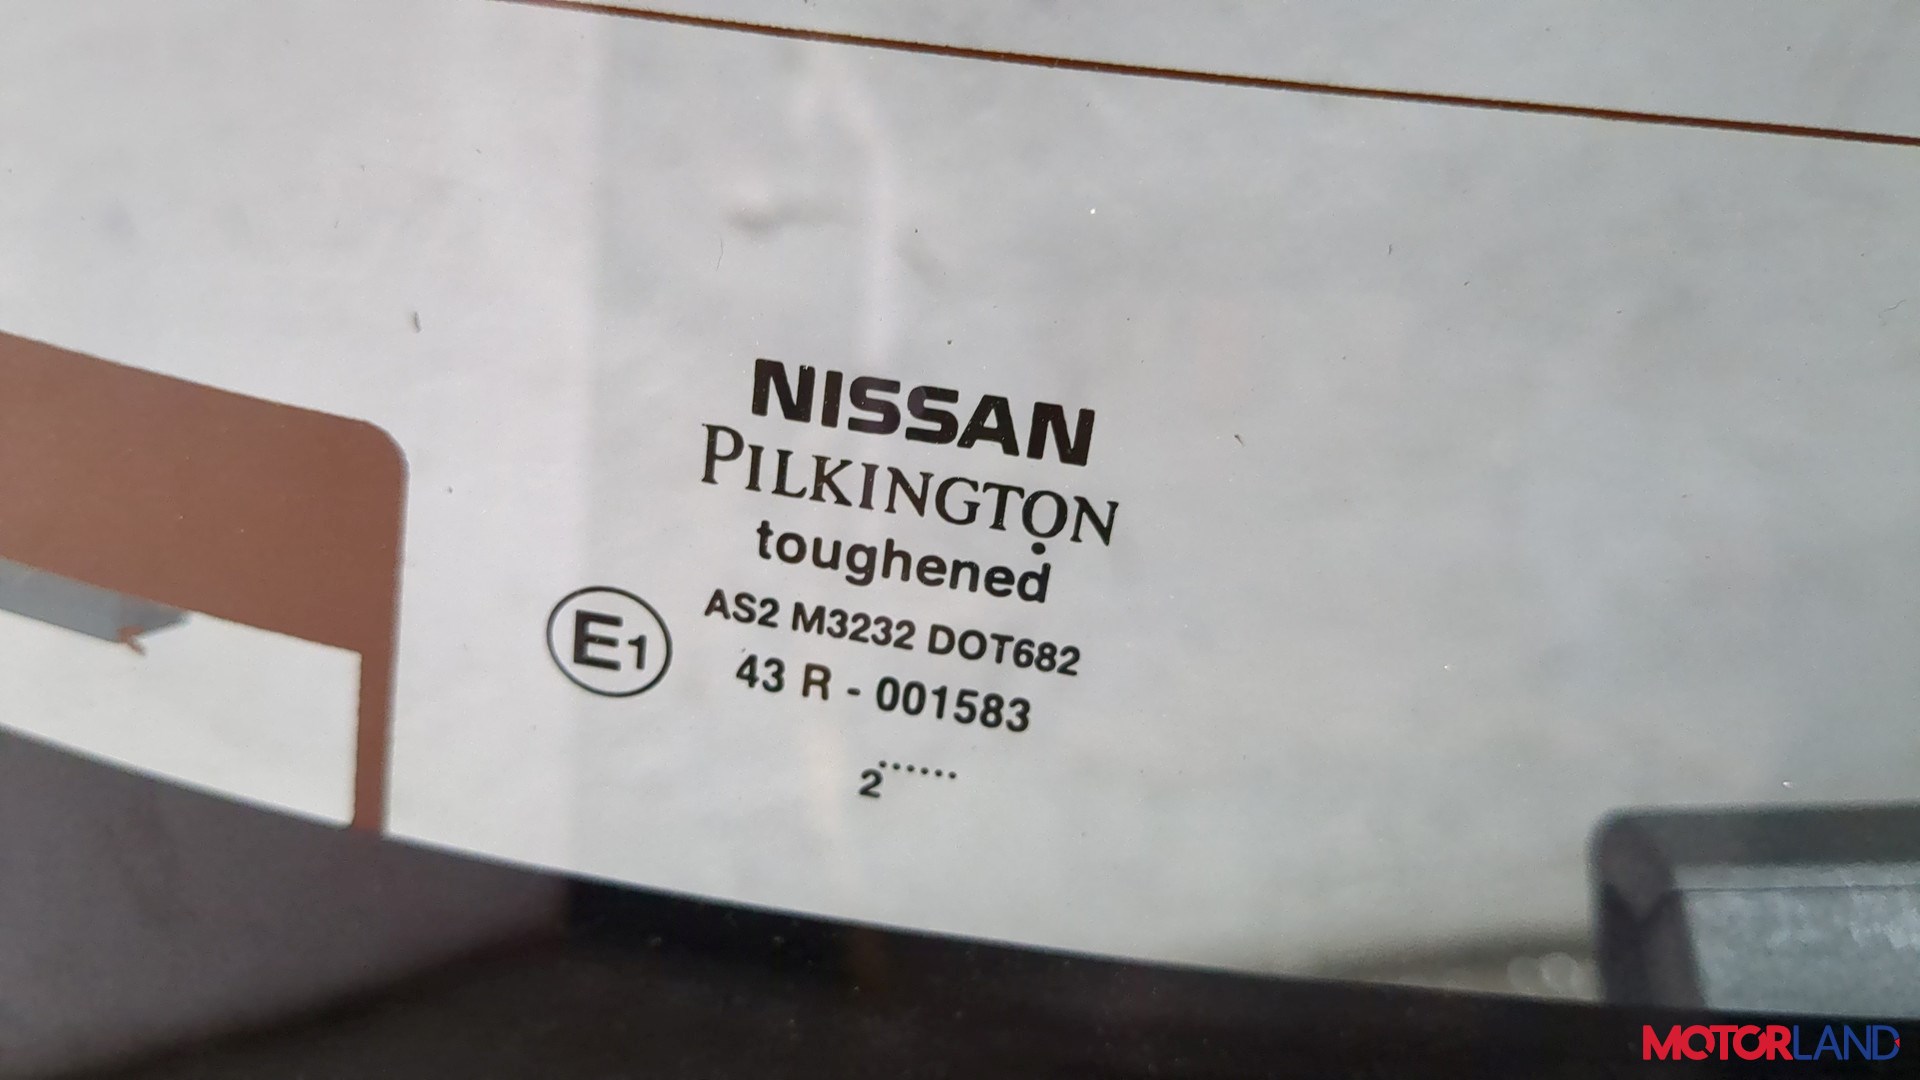 NISSAN
PILKINGTON
toughened
E1
AS2 M3232 DOT682
43 R - 001583
2......
MOTORLAND